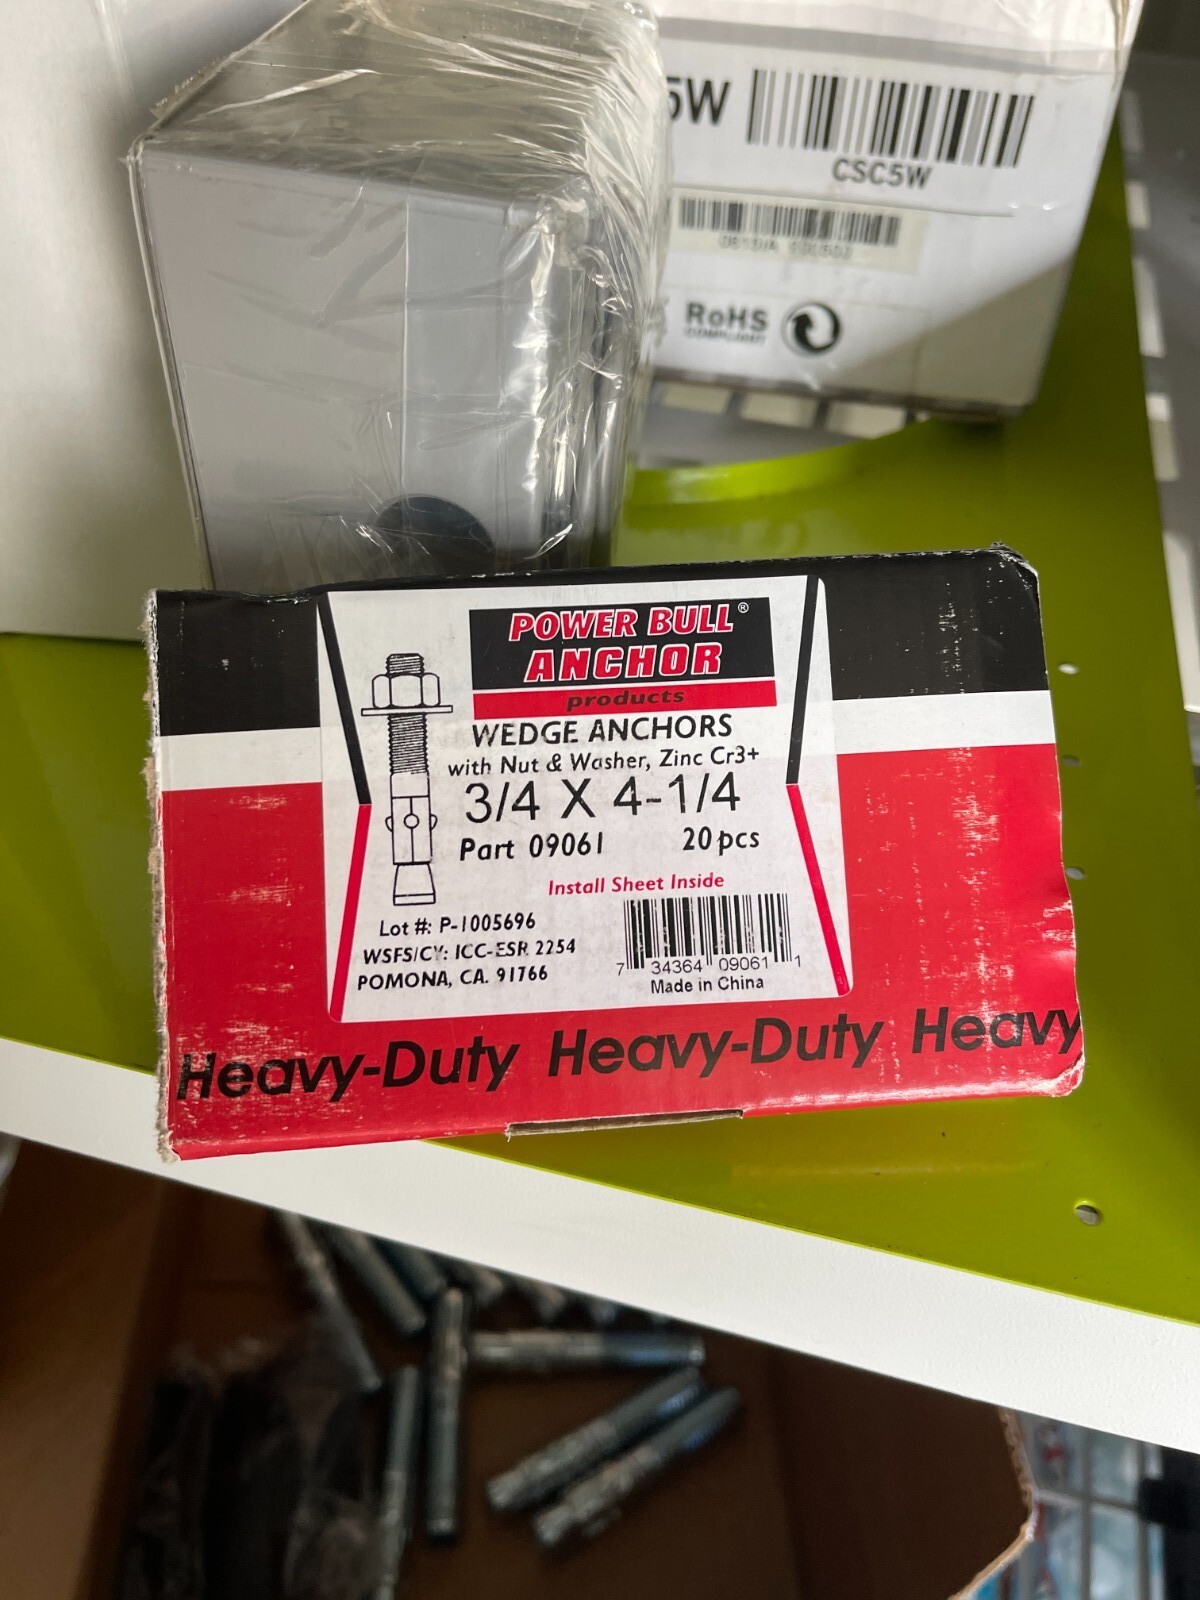 5W
CSC5W
RoHS
COMPLIANT
POWER BULL®
ANCHOR
products
WEDGE ANCHORS
with Nut & Washer, Zinc Cr3+
3/4 X 4-1/4
Part 09061 20 pcs
Install Sheet Inside
Lot #: P-1005696
WSFS/CY: ICC-ESR 2254
POMONA, CA. 91766
7 34364 09061 1
Made in China
Heavy-Duty Heavy-Duty Heavy